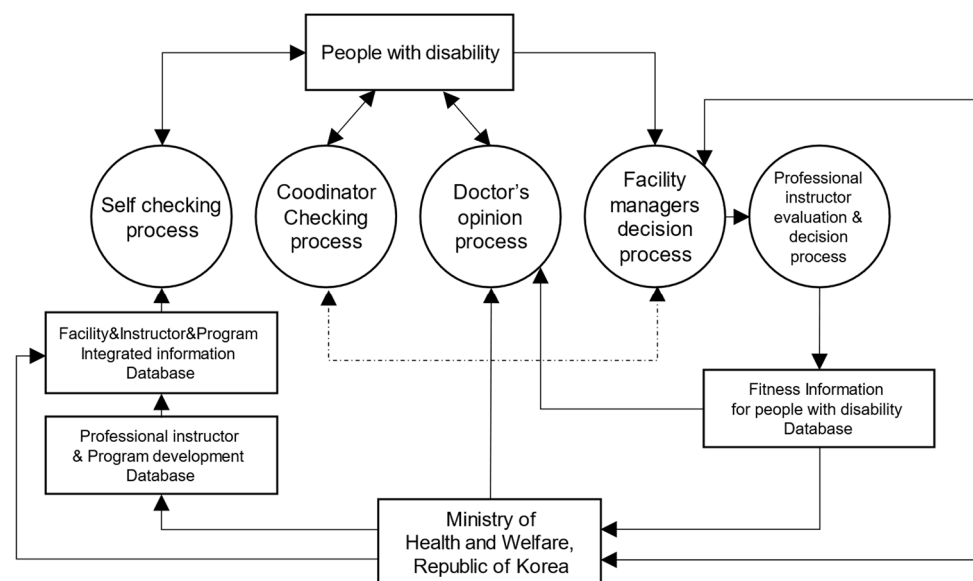 People with disability
Self checking
process
Coodinator
Checking
process
Doctor's
opinion
process
Facility
managers
decision
process
Professional
instructor
evaluation &
decision
process
Facility&Instructor&Program
Integrated information
Database
Fitness Information
for people with disability
Database
Professional instructor
& Program development
Database
Ministry of
Health and Welfare,
Republic of Korea